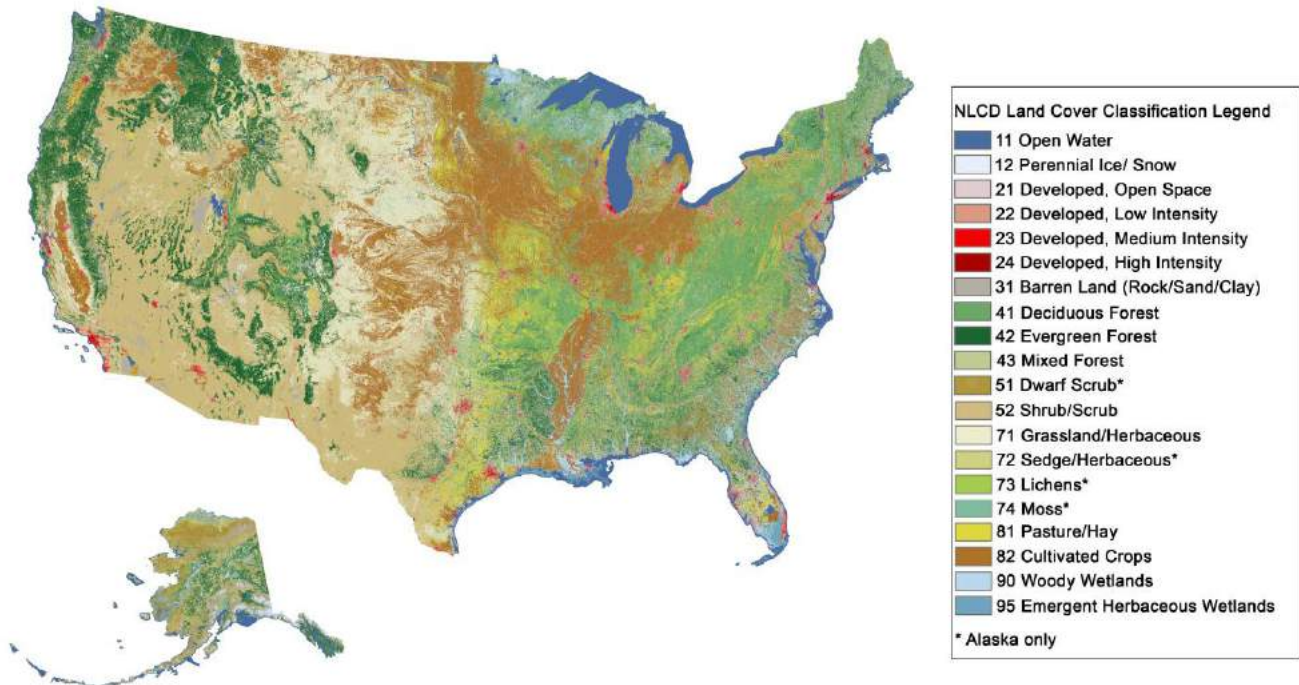 NLCD Land Cover Classification Legend
11 Open Water
12 Perennial Ice/ Snow
21 Developed, Open Space
22 Developed, Low Intensity
23 Developed, Medium Intensity
24 Developed, High Intensity
31 Barren Land (Rock/Sand/Clay)
41 Deciduous Forest
42 Evergreen Forest
43 Mixed Forest
51 Dwarf Scrub*
52 Shrub/Scrub
71 Grassland/Herbaceous
72 Sedge/Herbaceous*
73 Lichens*
74 Moss*
81 Pasture/Hay
82 Cultivated Crops
90 Woody Wetlands
95 Emergent Herbaceous Wetlands
* Alaska only